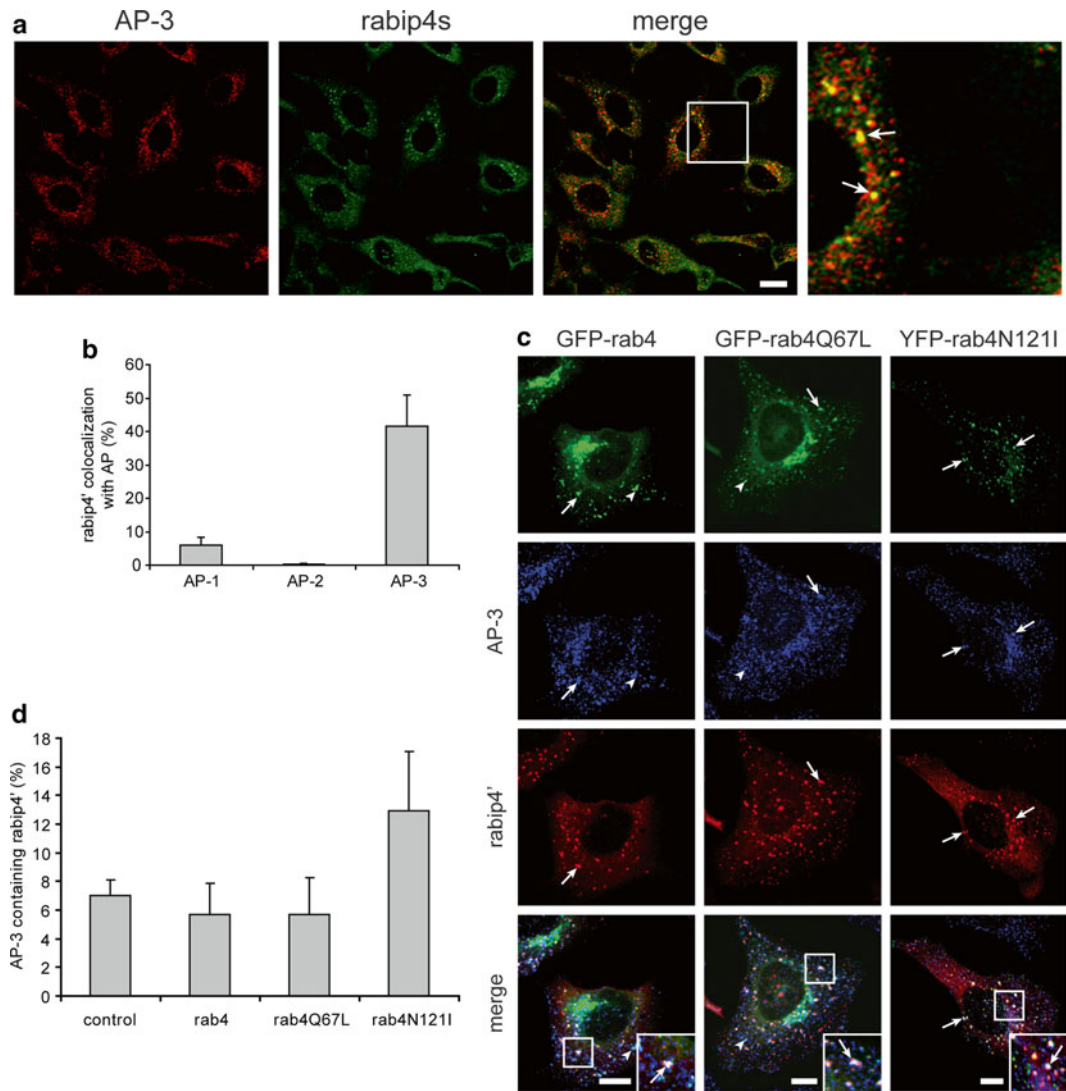 a
AP-3
rabip4s
merge
b
rabip4' colocalization
with AP (%)
60
50
40
30
20
10
0
AP-1
AP-2
AP-3
c
GFP-rab4
GFP-rab4Q67L
YFP-rab4N121I
AP-3
rabip4'
merge
d
AP-3 containing rabip4' (%)
18
16
14
12
10
8
6
4
2
0
control
rab4
rab4Q67L
rab4N121I